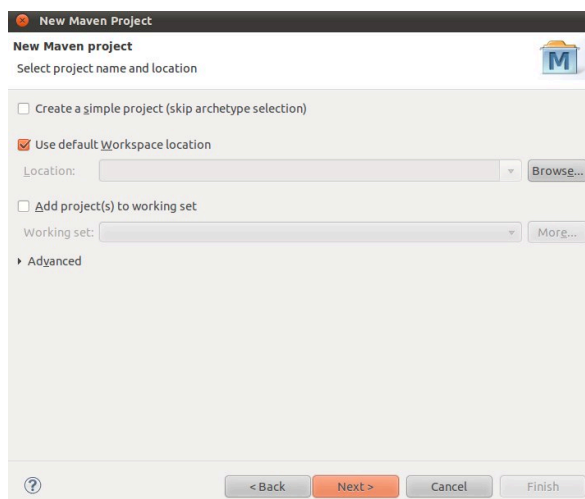 New Maven Project
New Maven project
Select project name and location
M
Create a simple project (skip archetype selection)
Use default Workspace location
Location:
Browse...
Add project(s) to working set
Working set:
More...
Advanced
?
< Back
Next >
Cancel
Finish